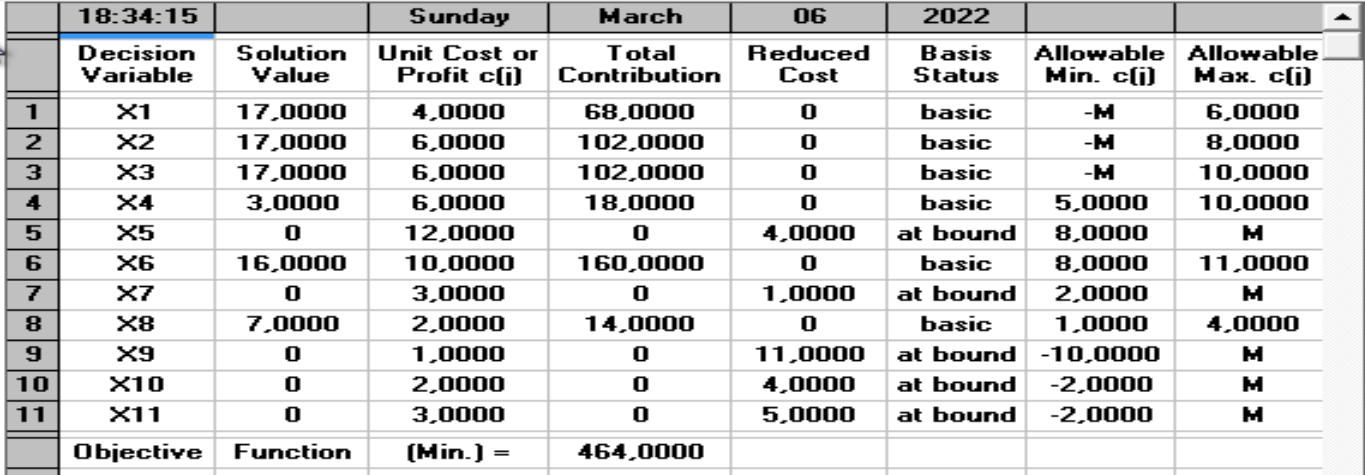 18:34:15 Sunday March 06 2022
Decision Variable Solution Value Unit Cost or Profit c(j) Total Contribution Reduced Cost Basis Status Allowable Min. c(j) Allowable Max. c(j)
1 X1 17,0000 4,0000 68,0000 0 basic -M 6,0000
2 X2 17,0000 6,0000 102,0000 0 basic -M 8,0000
3 X3 17,0000 6,0000 102,0000 0 basic -M 10,0000
4 X4 3,0000 6,0000 18,0000 0 basic 5,0000 10,0000
5 X5 0 12,0000 0 4,0000 at bound 8,0000 M
6 X6 16,0000 10,0000 160,0000 0 basic 8,0000 11,0000
7 X7 0 3,0000 0 1,0000 at bound 2,0000 M
8 X8 7,0000 2,0000 14,0000 0 basic 1,0000 4,0000
9 X9 0 1,0000 0 11,0000 at bound -10,0000 M
10 X10 0 2,0000 0 4,0000 at bound -2,0000 M
11 X11 0 3,0000 0 5,0000 at bound -2,0000 M
Objective Function (Min.) = 464,0000